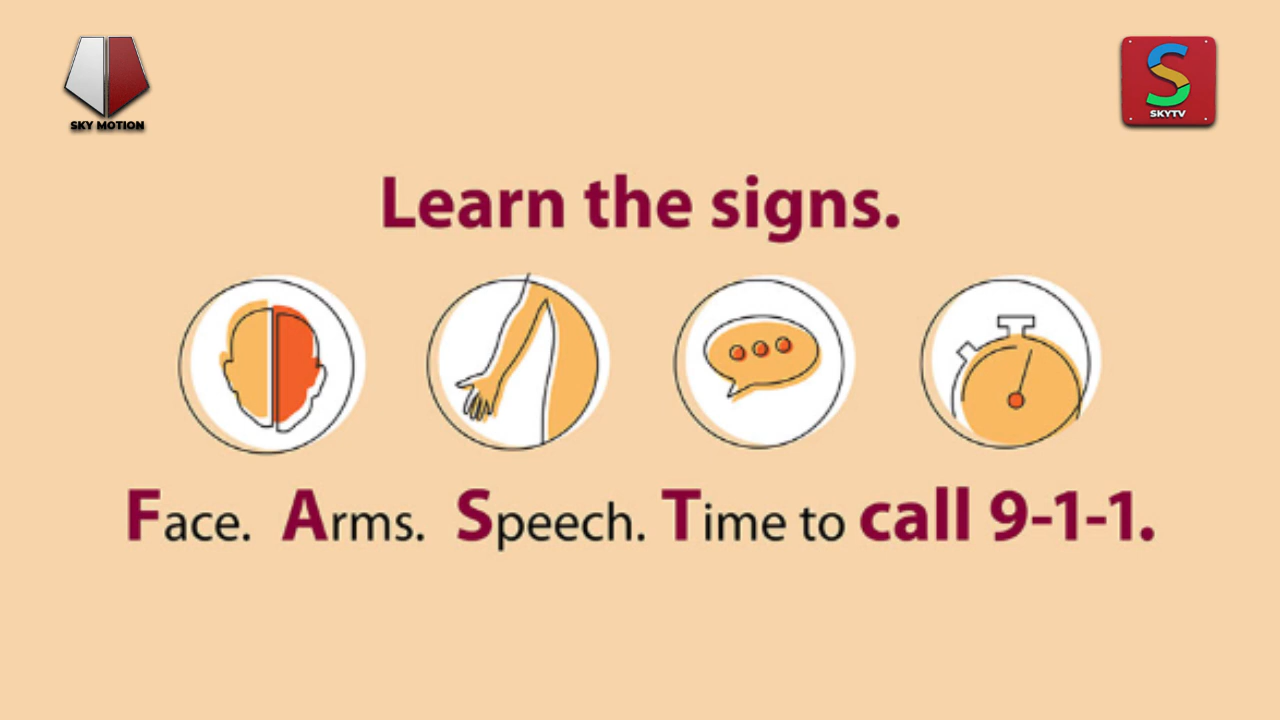 SKY MOTION
SKYTV
Learn the signs.
Face. Arms. Speech. Time to call 9-1-1.